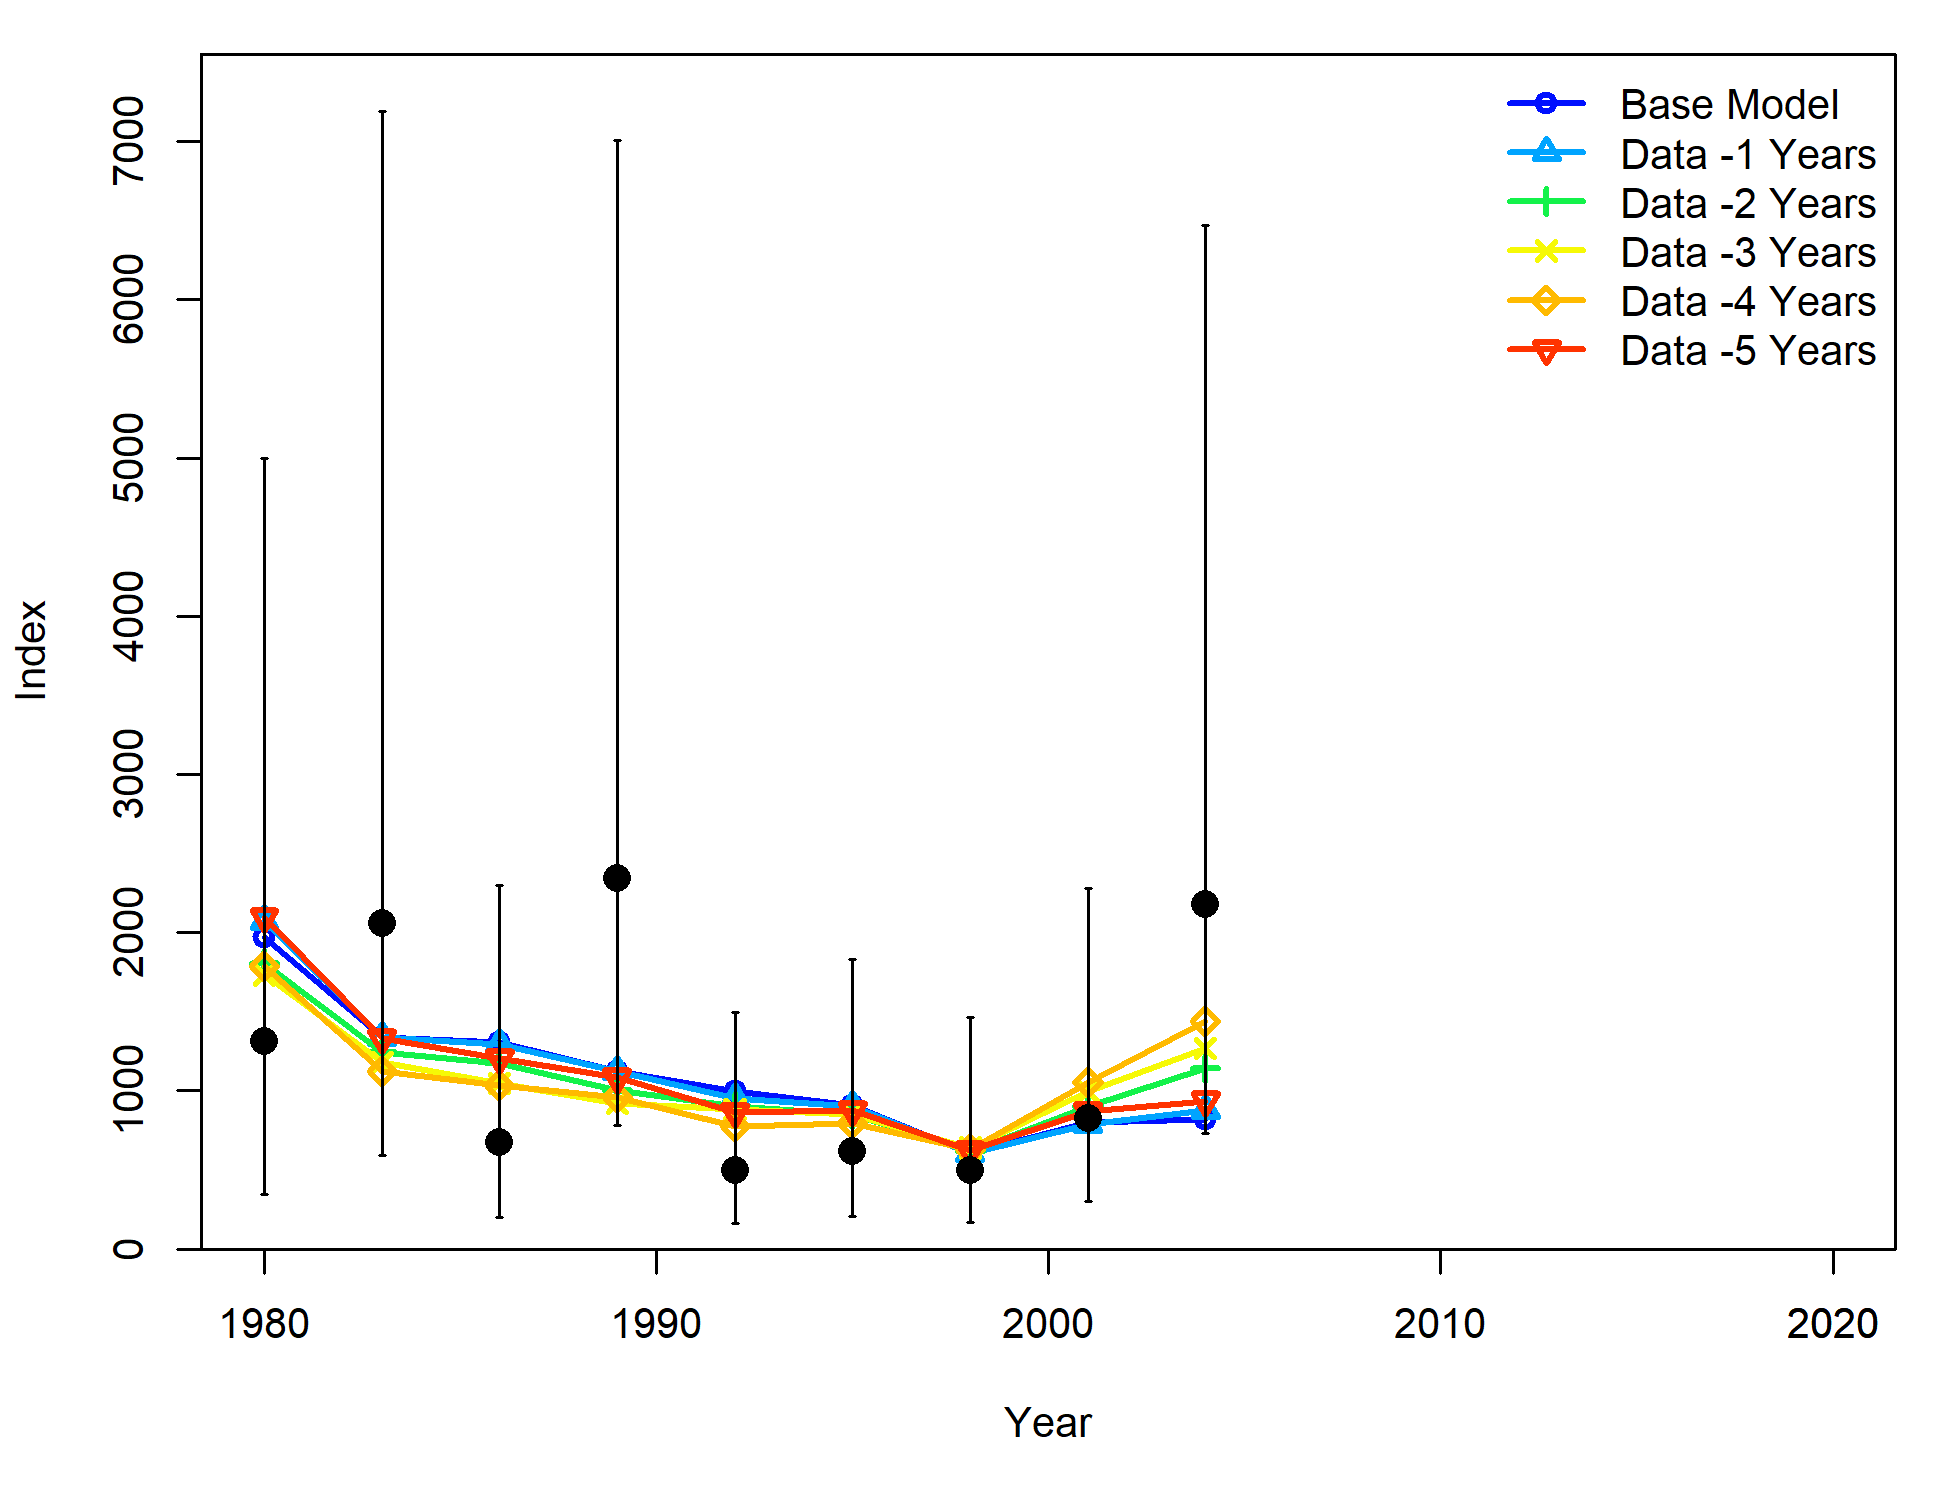 Base Model
Data -1 Years
Data -2 Years
Data -3 Years
Data -4 Years
Data -5 Years
7000
6000
5000
4000
3000
2000
1000
0
Index
1980
1990
2000
2010
2020
Year